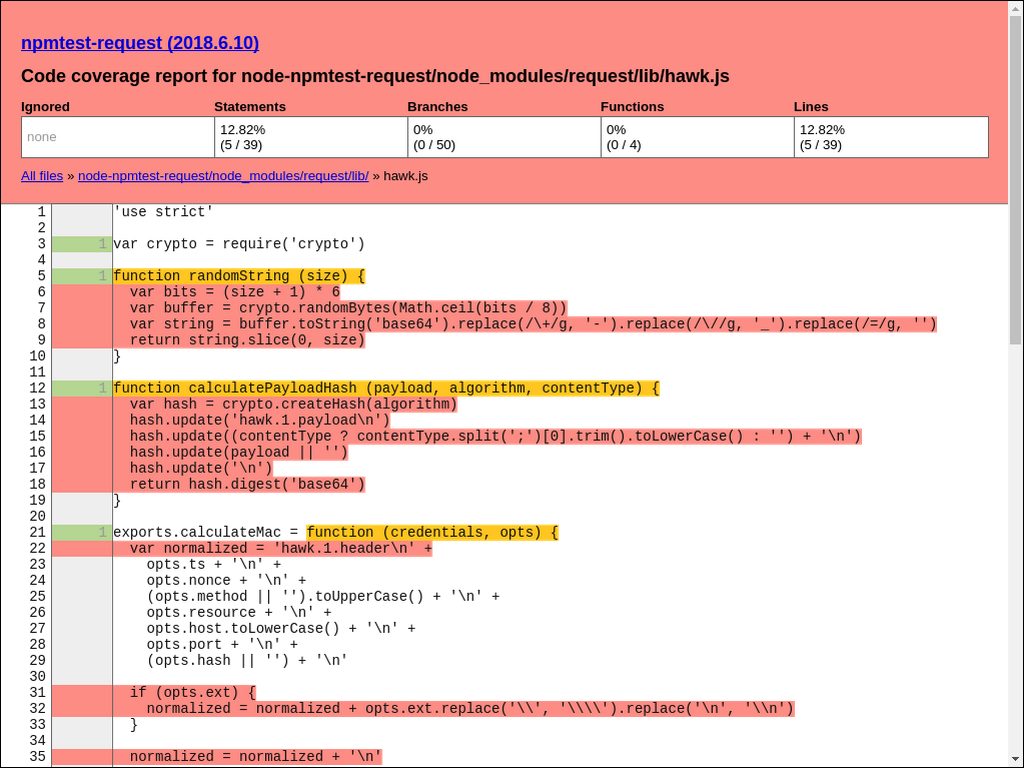 npmtest-request (2018.6.10)
Code coverage report for node-npmtest-request/node_modules/request/lib/hawk.js
Ignored Statements Branches Functions Lines
none 12.82% 0% 0% 12.82%
(5 / 39) (0 / 50) (0 / 4) (5 / 39)
All files » node-npmtest-request/node_modules/request/lib/ » hawk.js
1 'use strict'
2
3 1 var crypto = require('crypto')
4
5 1 function randomString (size) {
6   var bits = (size + 1) * 6
7   var buffer = crypto.randomBytes(Math.ceil(bits / 8))
8   var string = buffer.toString('base64').replace(/\+/g, '-').replace(/\//g, '_').replace(/=/g, '')
9   return string.slice(0, size)
10 }
11
12 1 function calculatePayloadHash (payload, algorithm, contentType) {
13   var hash = crypto.createHash(algorithm)
14   hash.update('hawk.1.payload\n')
15   hash.update((contentType ? contentType.split(';')[0].trim().toLowerCase() : '') + '\n')
16   hash.update(payload || '')
17   hash.update('\n')
18   return hash.digest('base64')
19 }
20
21 1 exports.calculateMac = function (credentials, opts) {
22   var normalized = 'hawk.1.header\n' +
23     opts.ts + '\n' +
24     opts.nonce + '\n' +
25     (opts.method || '').toUpperCase() + '\n' +
26     opts.resource + '\n' +
27     opts.host.toLowerCase() + '\n' +
28     opts.port + '\n' +
29     (opts.hash || '') + '\n'
30
31   if (opts.ext) {
32     normalized = normalized + opts.ext.replace('\\', '\\\\').replace('\n', '\\n')
33   }
34
35   normalized = normalized + '\n'